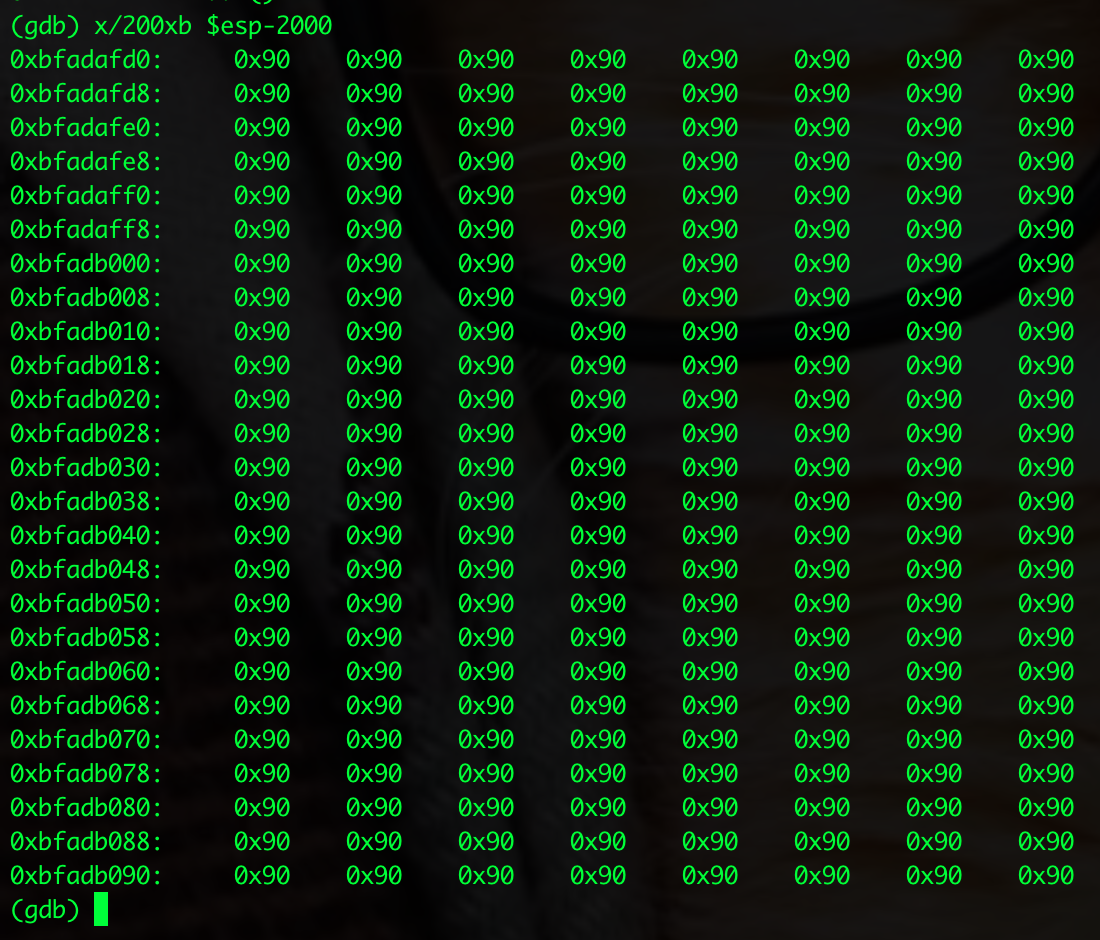 (gdb) x/200xb $esp-2000
0xbfadafd0: 0x90 0x90 0x90 0x90 0x90 0x90 0x90 0x90
0xbfadafd8: 0x90 0x90 0x90 0x90 0x90 0x90 0x90 0x90
0xbfadafe0: 0x90 0x90 0x90 0x90 0x90 0x90 0x90 0x90
0xbfadafe8: 0x90 0x90 0x90 0x90 0x90 0x90 0x90 0x90
0xbfadaff0: 0x90 0x90 0x90 0x90 0x90 0x90 0x90 0x90
0xbfadaff8: 0x90 0x90 0x90 0x90 0x90 0x90 0x90 0x90
0xbfadb000: 0x90 0x90 0x90 0x90 0x90 0x90 0x90 0x90
0xbfadb008: 0x90 0x90 0x90 0x90 0x90 0x90 0x90 0x90
0xbfadb010: 0x90 0x90 0x90 0x90 0x90 0x90 0x90 0x90
0xbfadb018: 0x90 0x90 0x90 0x90 0x90 0x90 0x90 0x90
0xbfadb020: 0x90 0x90 0x90 0x90 0x90 0x90 0x90 0x90
0xbfadb028: 0x90 0x90 0x90 0x90 0x90 0x90 0x90 0x90
0xbfadb030: 0x90 0x90 0x90 0x90 0x90 0x90 0x90 0x90
0xbfadb038: 0x90 0x90 0x90 0x90 0x90 0x90 0x90 0x90
0xbfadb040: 0x90 0x90 0x90 0x90 0x90 0x90 0x90 0x90
0xbfadb048: 0x90 0x90 0x90 0x90 0x90 0x90 0x90 0x90
0xbfadb050: 0x90 0x90 0x90 0x90 0x90 0x90 0x90 0x90
0xbfadb058: 0x90 0x90 0x90 0x90 0x90 0x90 0x90 0x90
0xbfadb060: 0x90 0x90 0x90 0x90 0x90 0x90 0x90 0x90
0xbfadb068: 0x90 0x90 0x90 0x90 0x90 0x90 0x90 0x90
0xbfadb070: 0x90 0x90 0x90 0x90 0x90 0x90 0x90 0x90
0xbfadb078: 0x90 0x90 0x90 0x90 0x90 0x90 0x90 0x90
0xbfadb080: 0x90 0x90 0x90 0x90 0x90 0x90 0x90 0x90
0xbfadb088: 0x90 0x90 0x90 0x90 0x90 0x90 0x90 0x90
0xbfadb090: 0x90 0x90 0x90 0x90 0x90 0x90 0x90 0x90
(gdb)